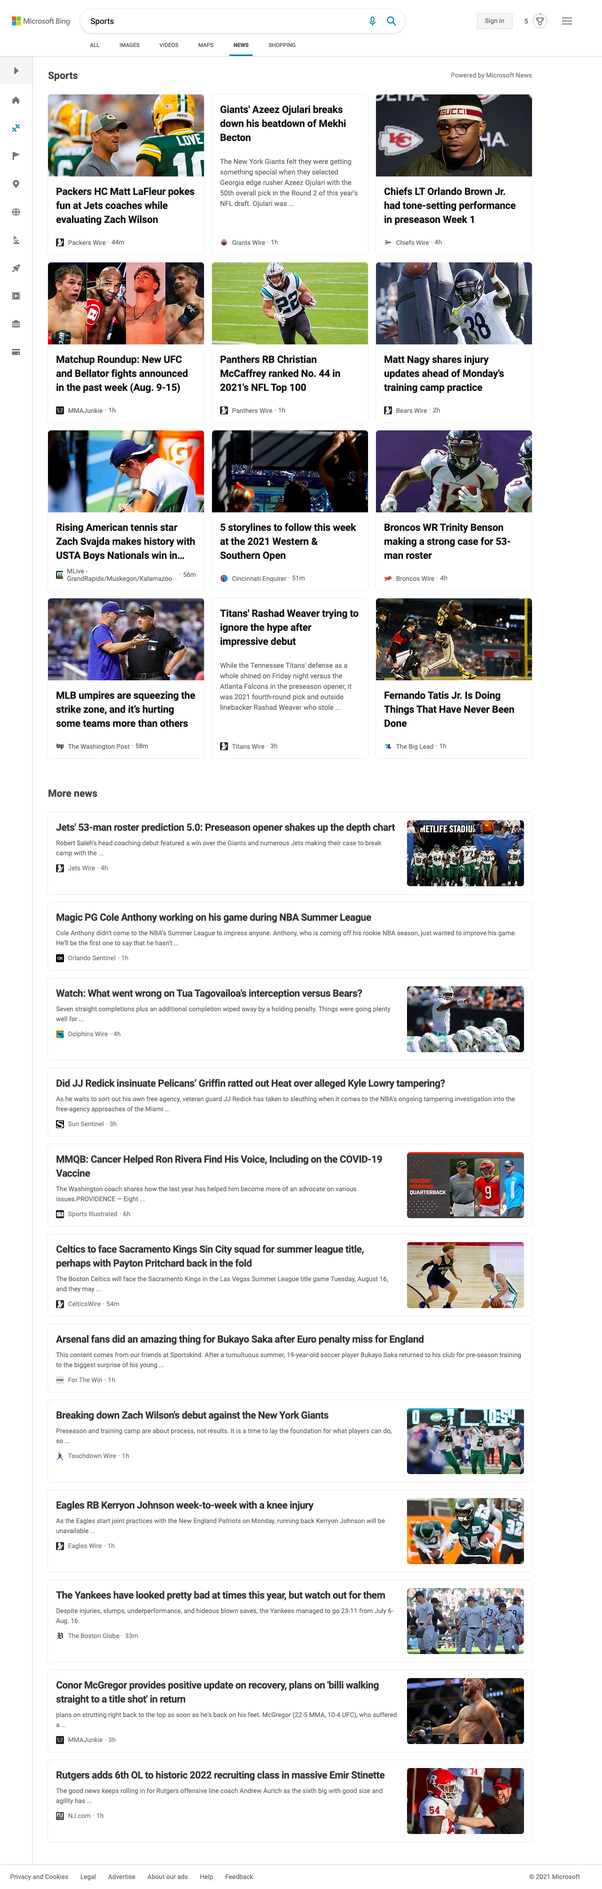 Microsoft Bing
Sports
Sign in
5
ALL IMAGES VIDEOS MAPS NEWS SHOPPING
Sports
Powered by Microsoft News
LOVE
Packers HC Matt LaFleur pokes
fun at Jets coaches while
evaluating Zach Wilson
Packers Wire · 44m
Giants' Azeez Ojulari breaks
down his beatdown of Mekhi
Becton
The New York Giants felt they were getting
something special when they selected
Georgia edge rusher Azeez Ojulari with the
50th overall pick in the Round 2 of this year's
NFL draft. Ojulari was ...
Giants Wire · 1h
GUCCI
Chiefs LT Orlando Brown Jr.
had tone-setting performance
in preseason Week 1
Chiefs Wire · 4h
Matchup Roundup: New UFC
and Bellator fights announced
in the past week (Aug. 9-15)
MMAJunkie · 1h
22
Panthers RB Christian
McCaffrey ranked No. 44 in
2021's NFL Top 100
Panthers Wire · 1h
38
Matt Nagy shares injury
updates ahead of Monday's
training camp practice
Bears Wire · 2h
Rising American tennis star
Zach Svajda makes history with
USTA Boys Nationals win in...
MLive -
GrandRapids/Muskegon/Kalamazoo · 56m
5 storylines to follow this week
at the 2021 Western &
Southern Open
Cincinnati Enquirer · 51m
Broncos WR Trinity Benson
making a strong case for 53-
man roster
Broncos Wire · 4h
MLB umpires are squeezing the
strike zone, and it's hurting
some teams more than others
The Washington Post · 58m
Titans' Rashad Weaver trying to
ignore the hype after
impressive debut
While the Tennessee Titans' defense as a
whole shined on Friday night versus the
Atlanta Falcons in the preseason opener, it
was 2021 fourth-round pick and outside
linebacker Rashad Weaver who stole ...
Titans Wire · 3h
Fernando Tatis Jr. Is Doing
Things That Have Never Been
Done
The Big Lead · 1h
More news
Jets' 53-man roster prediction 5.0: Preseason opener shakes up the depth chart
Robert Saleh's head coaching debut featured a win over the Giants and numerous Jets making their case to break
camp with the ...
Jets Wire · 4h
METLIFE STADIU
Magic PG Cole Anthony working on his game during NBA Summer League
Cole Anthony didn't come to the NBA's Summer League to impress anyone. Anthony, who is coming off his rookie NBA season, just wanted to improve his game.
He'll be the first one to say that he hasn't ...
Orlando Sentinel · 1h
Watch: What went wrong on Tua Tagovailoa's interception versus Bears?
Seven straight completions plus an additional completion wiped away by a holding penalty. Things were going plenty
well for ...
Dolphins Wire · 4h
Did JJ Redick insinuate Pelicans' Griffin ratted out Heat over alleged Kyle Lowry tampering?
As he waits to sort out his own free agency, veteran guard JJ Redick has taken to sleuthing when it comes to the NBA's ongoing tampering investigation into the
free-agency approaches of the Miami ...
Sun Sentinel · 3h
MMQB: Cancer Helped Ron Rivera Find His Voice, Including on the COVID-19
Vaccine
The Washington coach shares how the last year has helped him become more of an advocate on various
issues.PROVIDENCE — Eight ...
Sports Illustrated · 6h
MONDAY
MORNING
QUARTERBACK
9
Celtics to face Sacramento Kings Sin City squad for summer league title,
perhaps with Payton Pritchard back in the fold
The Boston Celtics will face the Sacramento Kings in the Las Vegas Summer League title game Tuesday, August 16,
and they may ...
CelticsWire · 54m
Arsenal fans did an amazing thing for Bukayo Saka after Euro penalty miss for England
This content comes from our friends at Sportskind. After a tumultuous summer, 19-year-old soccer player Bukayo Saka returned to his club for pre-season training
to the biggest surprise of his young ...
For The Win · 1h
Breaking down Zach Wilson's debut against the New York Giants
Preseason and training camp are about process, not results. It is a time to lay the foundation for what players can do,
so ...
Touchdown Wire · 1h
Eagles RB Kerryon Johnson week-to-week with a knee injury
As the Eagles start joint practices with the New England Patriots on Monday, running back Kerryon Johnson will be
unavailable ...
Eagles Wire · 1h
The Yankees have looked pretty bad at times this year, but watch out for them
Despite injuries, slumps, underperformance, and hideous blown saves, the Yankees managed to go 23-11 from July 6-
Aug. 16.
The Boston Globe · 33m
Conor McGregor provides positive update on recovery, plans on 'billi walking
straight to a title shot' in return
plans on strutting right back to the top as soon as he's back on his feet. McGregor (22-5 MMA, 10-4 UFC), who suffered
a ...
MMAJunkie · 3h
Rutgers adds 6th OL to historic 2022 recruiting class in massive Emir Stinette
The good news keeps rolling in for Rutgers offensive line coach Andrew Aurich as the sixth big with good size and
agility has ...
NJ.com · 1h
54
74
Privacy and Cookies Legal Advertise About our ads Help Feedback
© 2021 Microsoft